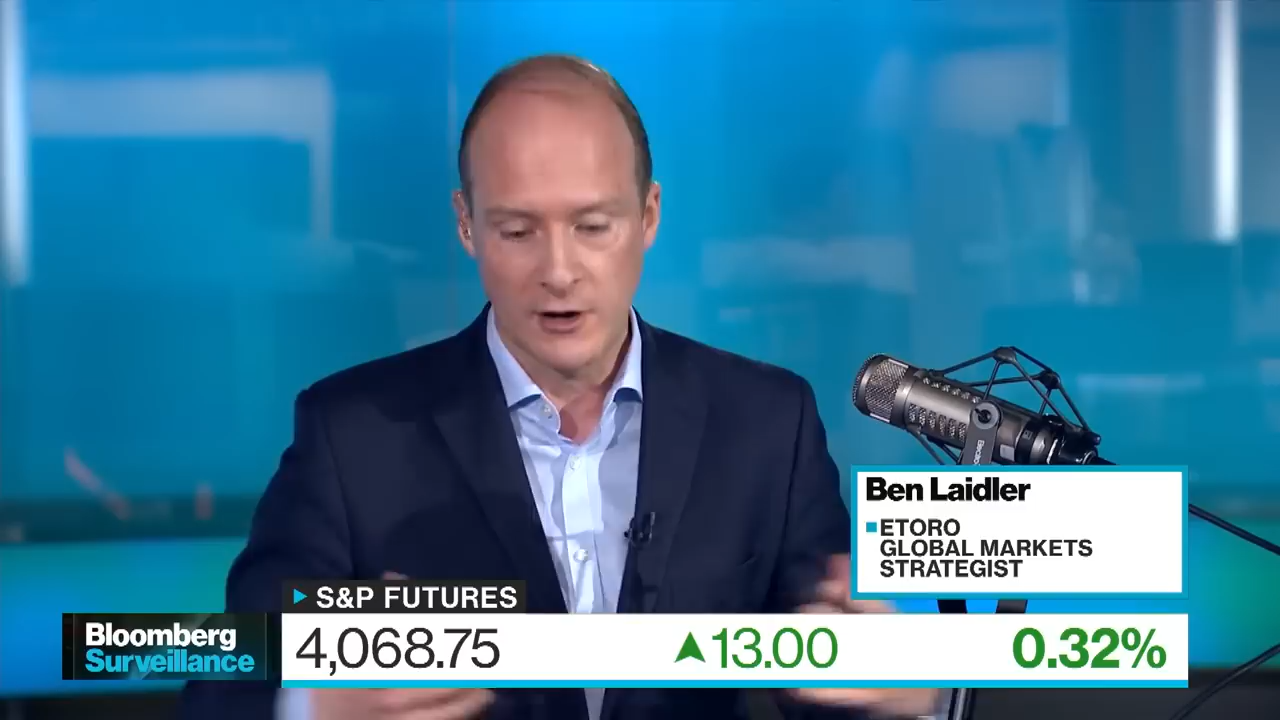 Ben Laidler
ETORO
GLOBAL MARKETS
STRATEGIST
S&P FUTURES
Bloomberg
Surveillance
4,068.75
13.00
0.32%